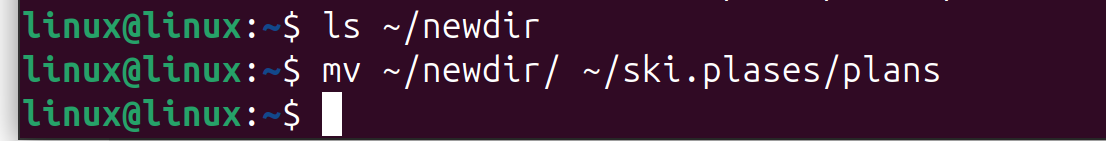 linux@linux:~$ ls ~/newdir
linux@linux:~$ mv ~/newdir/ ~/ski.plases/plans
linux@linux:~$